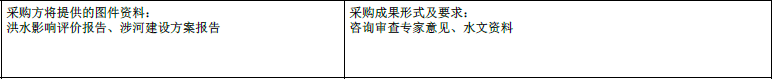 采购方将提供的图件资料：
洪水影响评价报告、涉河建设方案报告
采购成果形式及要求：
咨询审查专家意见、水文资料